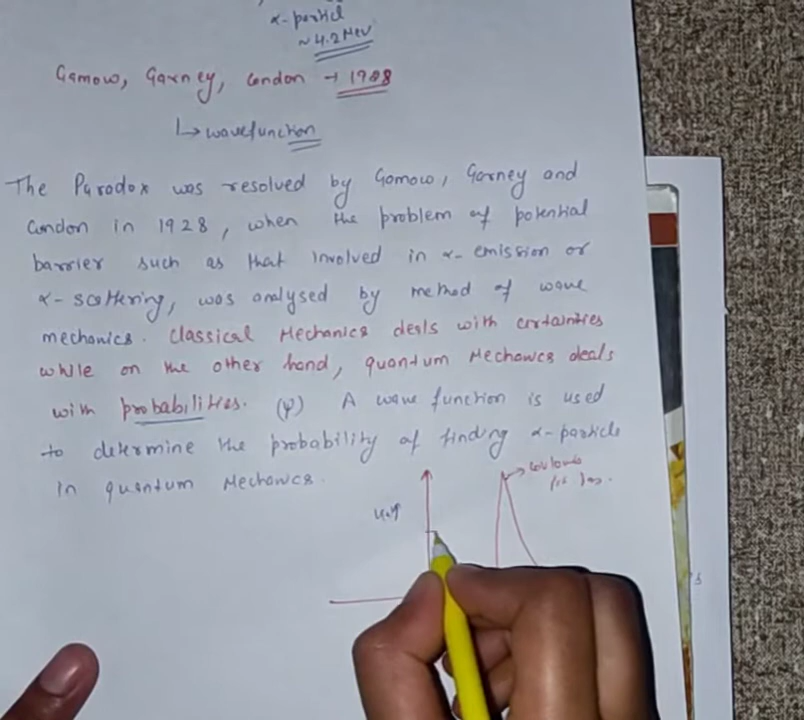 α-particl
~ 4.2 MeV
Gamow, Garney, Condon → 1928
↳ wavefunction
The Paradox was resolved by Gamow, Garney and
Condon in 1928, when the problem of potential
barrier such as that involved in α- emission or
α- scattering, was analysed by method of wave
mechanics. Classical Mechanics deals with certainties
while on the other hand, quantum Mechanics deals
with probabilities. (ψ) A wave function is used
to determine the probability of finding α-particle
in quantum Mechanics.
Coulomb